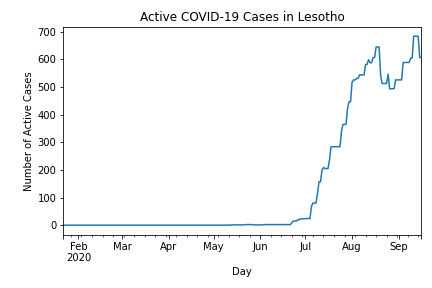 Active COVID-19 Cases in Lesotho
Number of Active Cases
700
600
500
400
300
200
100
0
Feb Mar Apr May Jun Jul Aug Sep
2020
Day